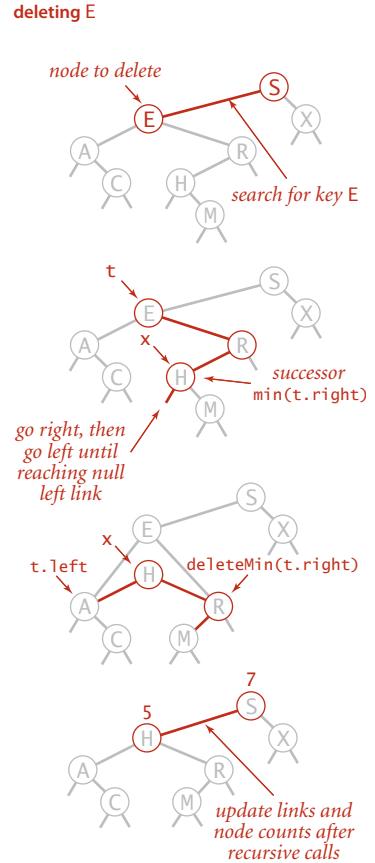 deleting E
node to delete
S
E
X
A
R
C
H
search for key E
M
t
S
E
X
x
A
R
C
H
successor
min(t.right)
M
go right, then
go left until
reaching null
left link
S
E
X
x
t.left
H
deleteMin(t.right)
A
R
C
M
7
5
S
H
X
A
R
C
M
update links and
node counts after
recursive calls